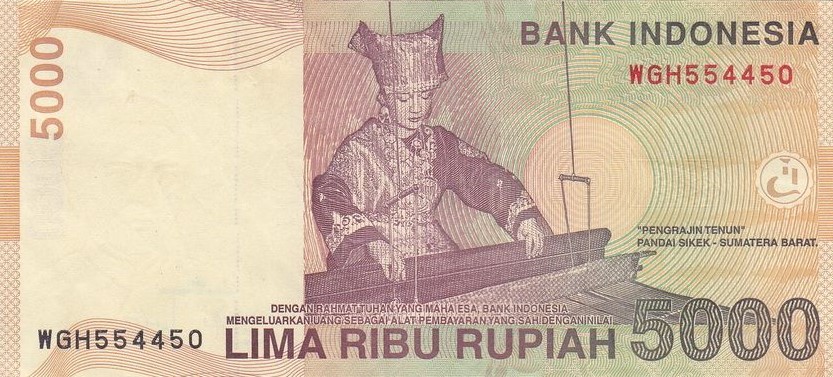 5000
BANK INDONESIA
WGH554450
"PENGRAJIN TENUN"
PANDAI SIKEK - SUMATERA BARAT.
DENGAN RAHMAT TUHAN YANG MAHA ESA, BANK INDONESIA
MENGELUARKAN UANG SEBAGAI ALAT PEMBAYARAN YANG SAH DENGAN NILAI
WGH554450
LIMA RIBU RUPIAH 5000